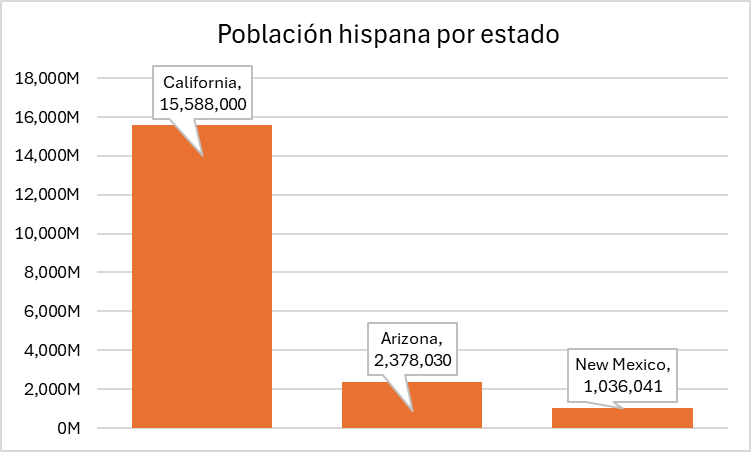 Población hispana por estado
18,000M
16,000M
14,000M
12,000M
10,000M
8,000M
6,000M
4,000M
2,000M
0M
California,
15,588,000
Arizona,
2,378,030
New Mexico,
1,036,041